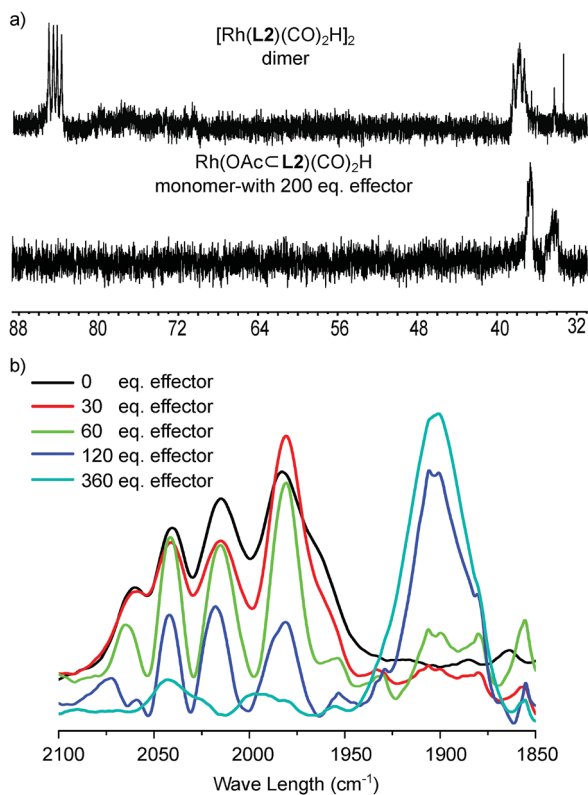 a)
[Rh(L2)(CO)₂H]₂
dimer
Rh(OAc⊂L2)(CO)₂H
monomer-with 200 eq. effector
88 80 72 64 56 48 40 32
b)
0 eq. effector
30 eq. effector
60 eq. effector
120 eq. effector
360 eq. effector
2100 2050 2000 1950 1900 1850
Wave Length (cm⁻¹)